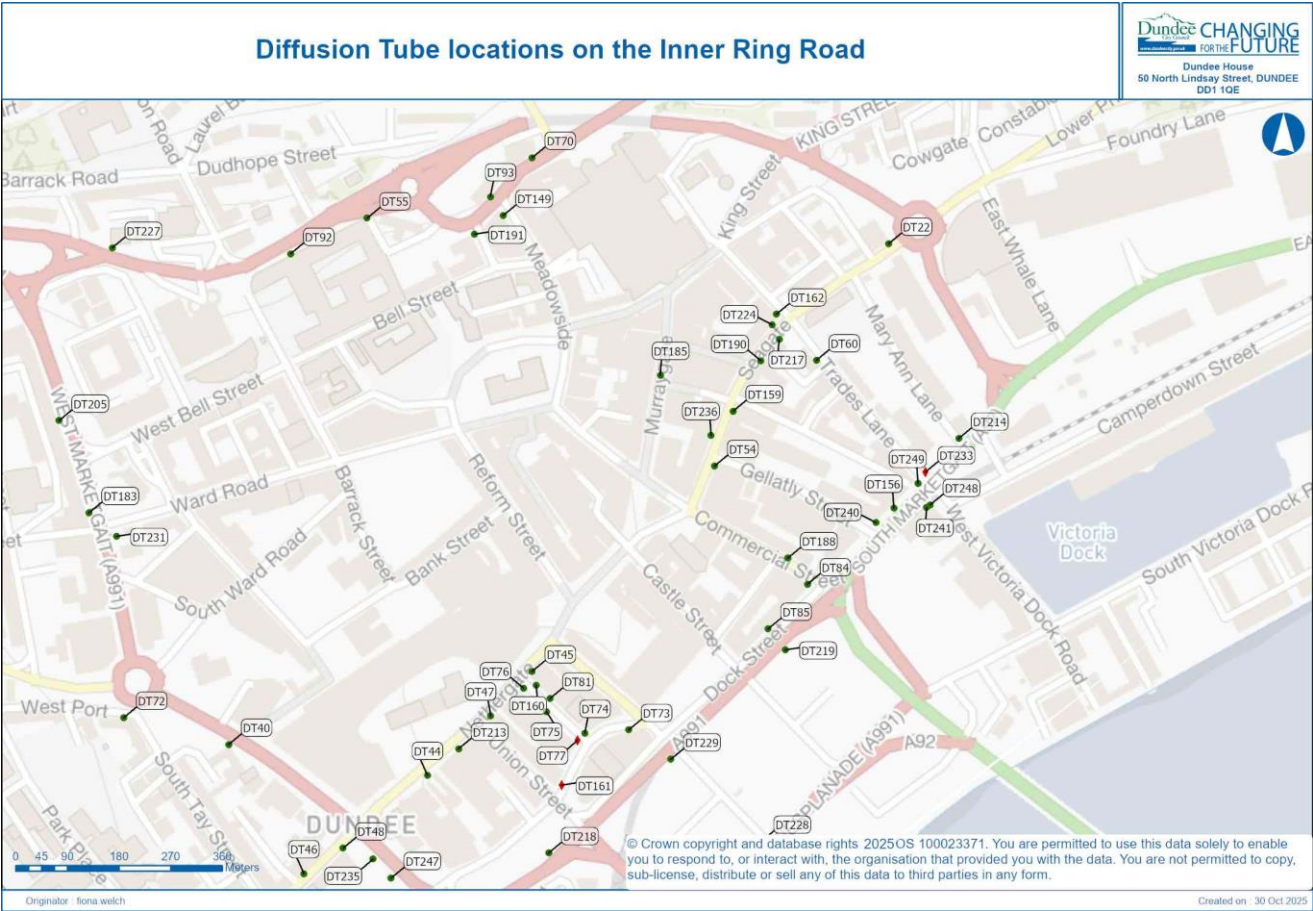 Diffusion Tube locations on the Inner Ring Road
Dundee
City Council
www.dundeecity.gov.uk
CHANGING
FOR THE FUTURE
Dundee House
50 North Lindsay Street, DUNDEE
DD1 1QE
Laurel
Dudhope Street
Barrack Road
Road
KING STREET
Cowgate
Lower
Foundry Lane
King Street
East Whale Lane
DT70
DT93
DT149
DT55
DT191
DT227
DT92
DT22
Meadowside
Bell Street
DT162
DT224
DT190
Seagate
DT217
DT60
Mary Ann Lane
DT185
Murraygate
Trades Lane
Camperdown Street
DT205
WEST MARKETGAIT (A991)
West Bell Street
DT159
DT236
DT54
DT214
DT249
DT233
Gellatly Street
DT156
DT248
DT240
DT241
DT183
Ward Road
DT231
Barrack Street
Reform Street
Bank Street
South Ward Road
Commercial Street
SOUTH MARKETGAIT
DT188
DT84
Victoria
Dock
South Victoria Dock
West Victoria Dock Road
Castle Street
DT85
DT219
Dock Street
DT45
DT76
DT47
DT160
DT81
DT75
DT74
DT77
DT73
Nethergate
West Port
DT72
DT40
DT44
DT213
Union Street
DT161
A991
DT229
ESPLANADE (A991)
A92
South Tay Street
Park Place
DUNDEE
DT48
DT46
DT235
DT247
DT218
DT228
0 45 90 180 270 360
Meters
© Crown copyright and database rights 2025OS 100023371. You are permitted to use this data solely to enable
you to respond to, or interact with, the organisation that provided you with the data. You are not permitted to copy,
sub-license, distribute or sell any of this data to third parties in any form.
Originator : fiona welch
Created on : 30 Oct 2025